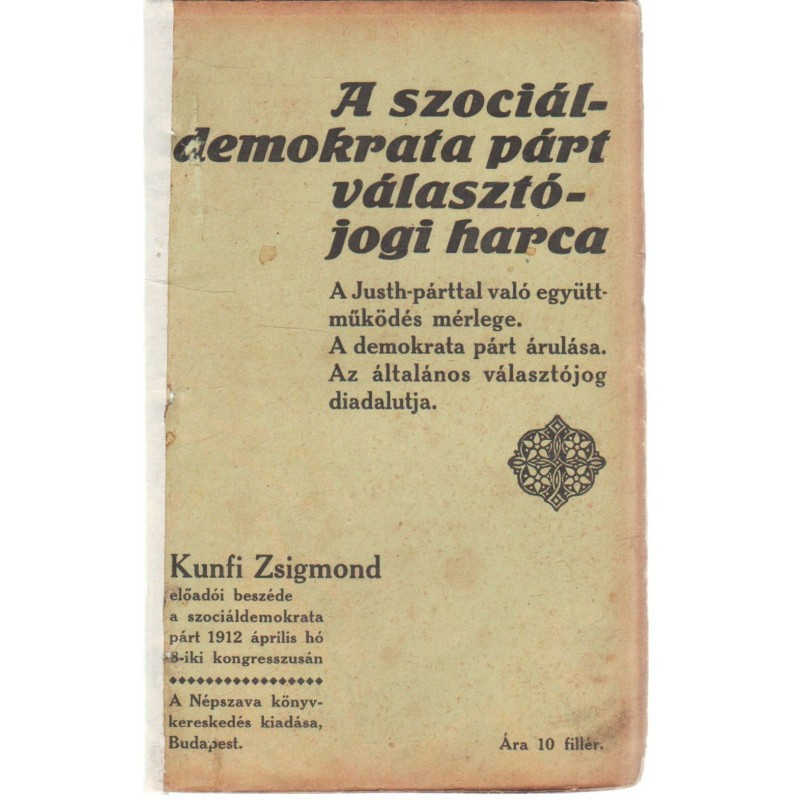 A szociál-
demokrata párt
választó-
jogi harca
A Justh-párttal való együtt-
működés mérlege.
A demokrata párt árulása.
Az általános választójog
diadalutja.
Kunfi Zsigmond
előadói beszéde
a szociáldemokrata
párt 1912 április hó
8-iki kongresszusán
A Népszava könyv-
kereskedés kiadása,
Budapest.
Ára 10 fillér.